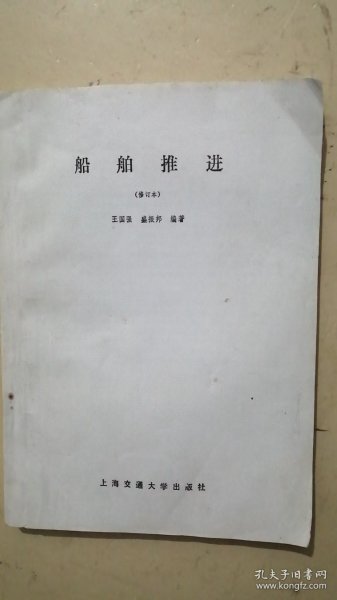 船舶推进
(修订本)
王国强 盛振邦 编著
上海交通大学出版社
孔夫子旧书网
www.kongfz.com